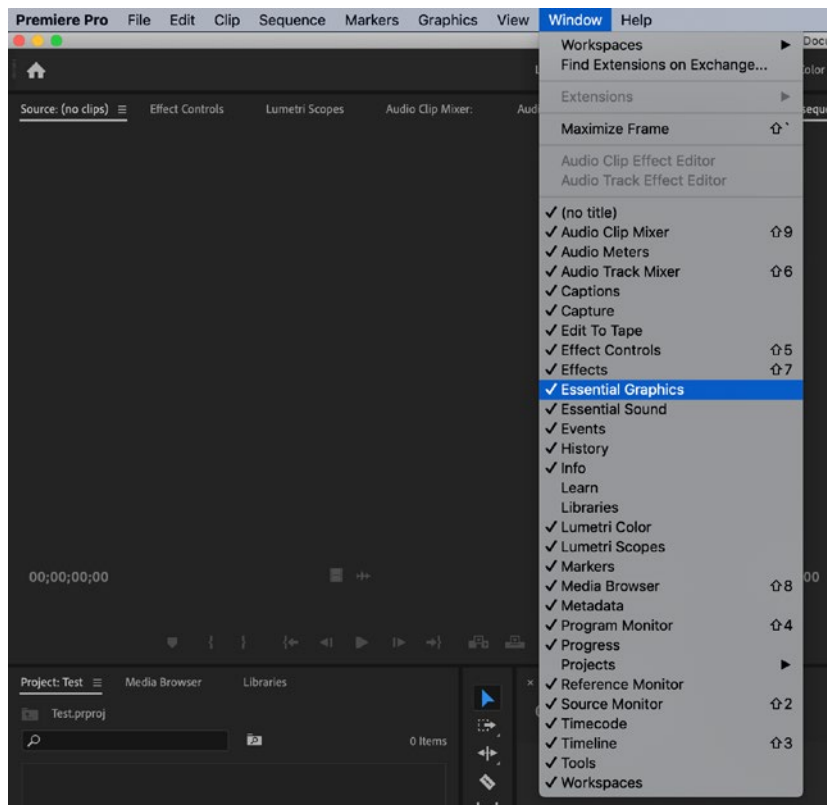 Premiere Pro File Edit Clip Sequence Markers Graphics View Window Help
Docu
Workspaces
Find Extensions on Exchange...
Extensions
Maximize Frame ⇧`
Audio Clip Effect Editor
Audio Track Effect Editor
(no title)
Audio Clip Mixer ⇧9
Audio Meters
Audio Track Mixer ⇧6
Captions
Capture
Edit To Tape
Effect Controls ⇧5
Effects ⇧7
Essential Graphics
Essential Sound
Events
History
Info
Learn
Libraries
Lumetri Color
Lumetri Scopes
Markers
Media Browser ⇧8
Metadata
Program Monitor ⇧4
Progress
Projects
Reference Monitor
Source Monitor ⇧2
Timecode
Timeline ⇧3
Tools
Workspaces
Source: (no clips) Effect Controls Lumetri Scopes Audio Clip Mixer: Aud
00;00;00;00
00
Project: Test Media Browser Libraries
Test.prproj
0 Items